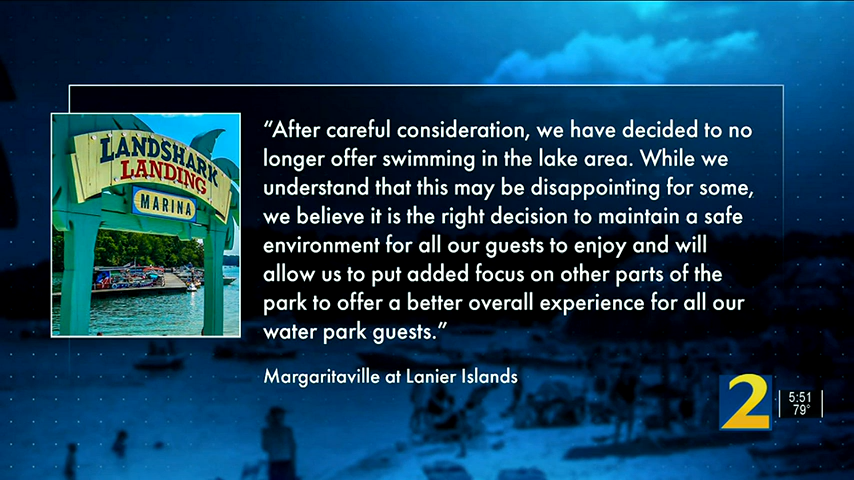 LANDSHARK
LANDING
MARINA
“After careful consideration, we have decided to no
longer offer swimming in the lake area. While we
understand that this may be disappointing for some,
we believe it is the right decision to maintain a safe
environment for all our guests to enjoy and will
allow us to put added focus on other parts of the
park to offer a better overall experience for all our
water park guests.”
Margaritaville at Lanier Islands
2
5:51
79°